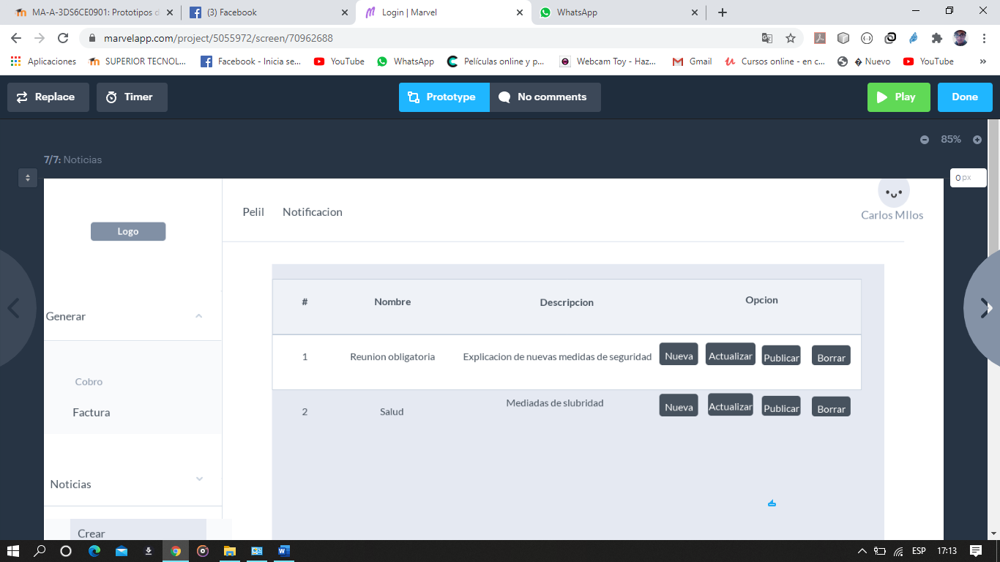 MA-A-3DS6CE0901: Prototipos d
(3) Facebook
Login | Marvel
WhatsApp
marvelapp.com/project/5055972/screen/70962688
Aplicaciones
SUPERIOR TECNOL...
Facebook - Inicia se...
YouTube
WhatsApp
Películas online y p...
Webcam Toy - Haz...
Gmail
Cursos online - en c...
� Nuevo
YouTube
»
Replace
Timer
Prototype
No comments
Play
Done
85%
7/7: Noticias
0 px
Logo
Pelil
Notificacion
Carlos MIlos
Generar
Cobro
Factura
Noticias
Crear
# Nombre Descripcion Opcion
1 Reunion obligatoria Explicacion de nuevas medidas de seguridad Nueva Actualizar Publicar Borrar
2 Salud Mediadas de slubridad Nueva Actualizar Publicar Borrar
ESP
17:13